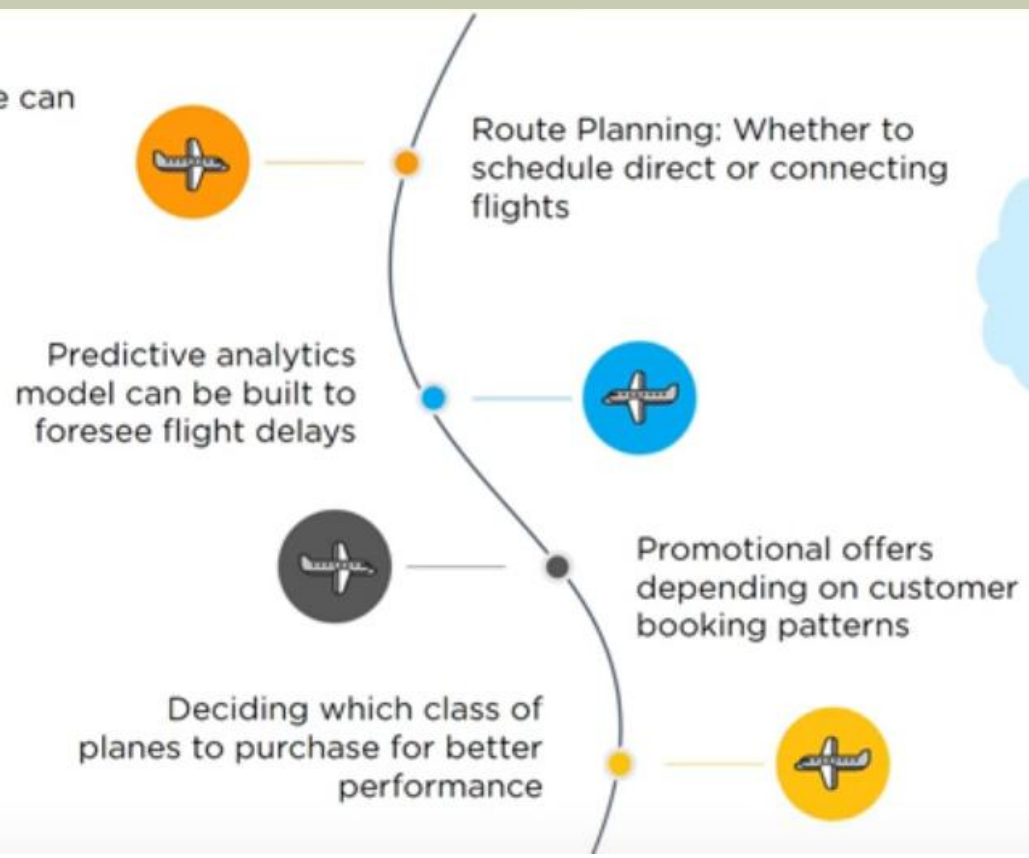 e can
Route Planning: Whether to
schedule direct or connecting
flights
Predictive analytics
model can be built to
foresee flight delays
Promotional offers
depending on customer
booking patterns
Deciding which class of
planes to purchase for better
performance